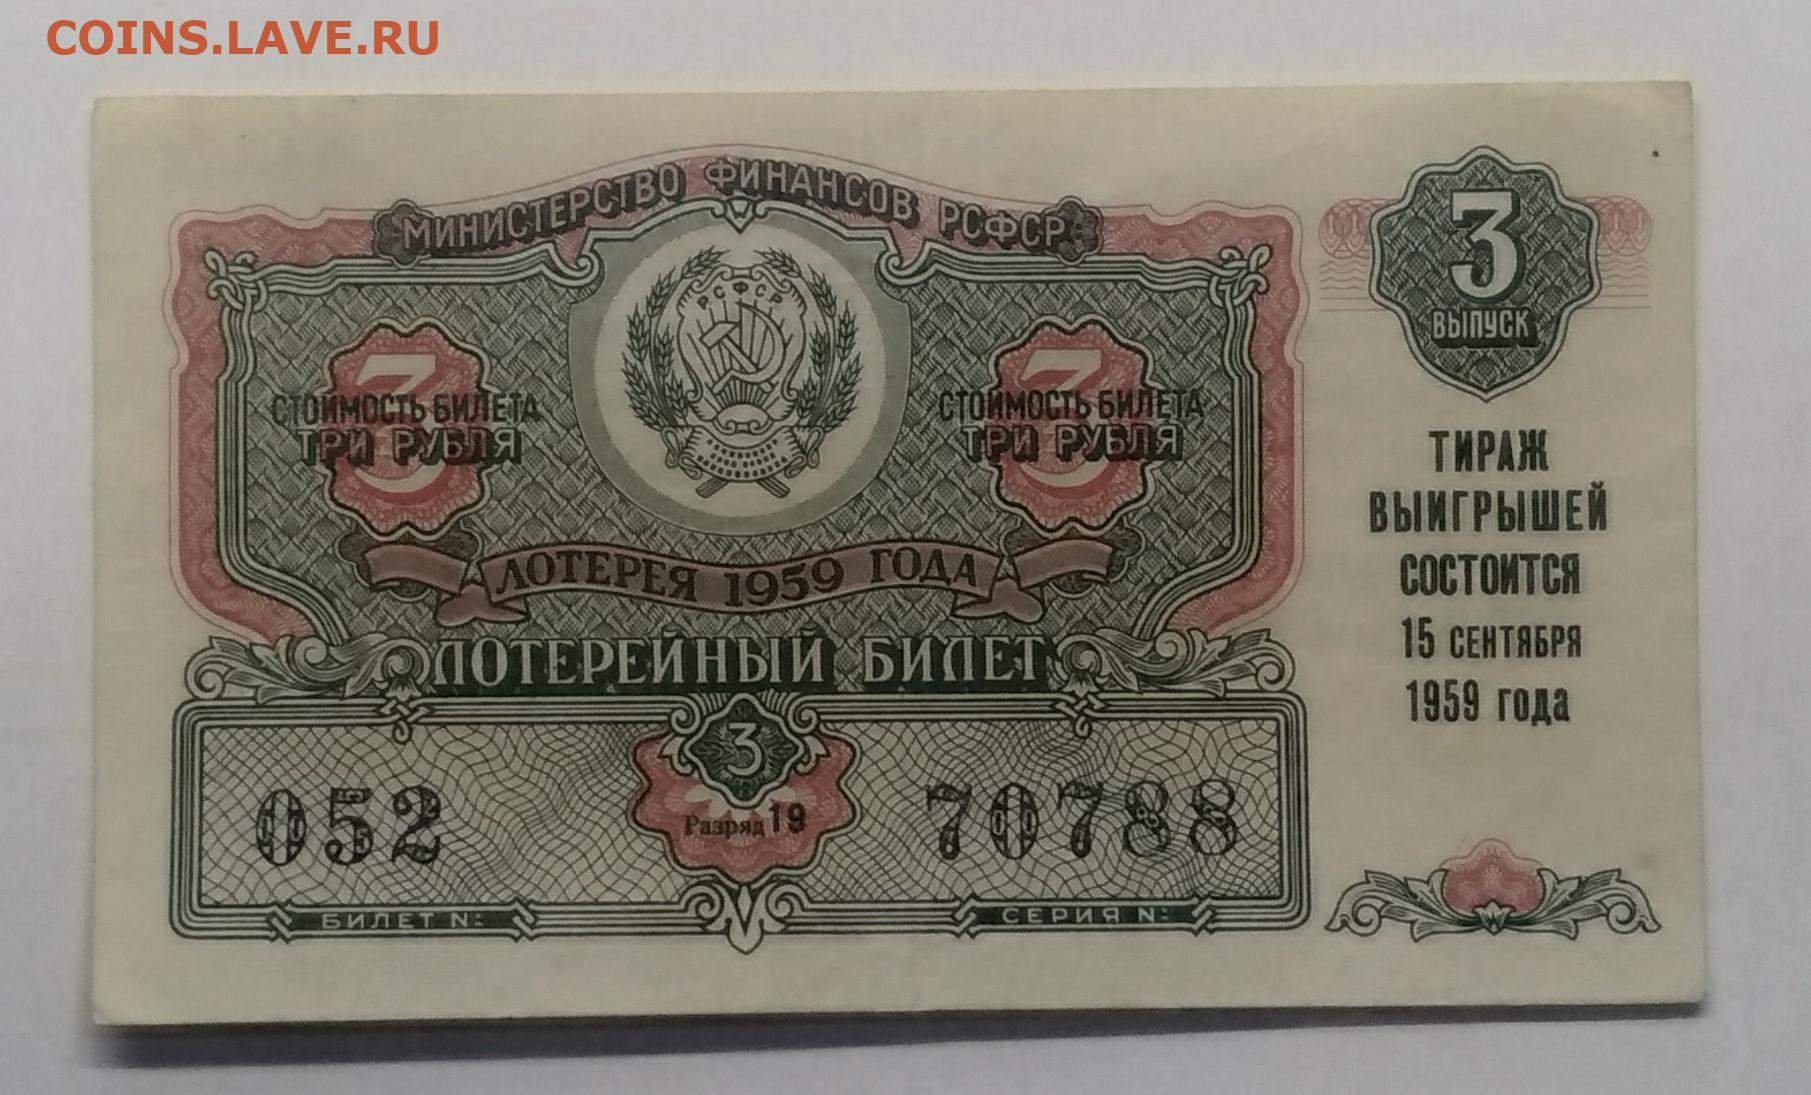 COINS.LAVE.RU
МИНИСТЕРСТВО ФИНАНСОВ РСФСР
РСФСР
3
СТОИМОСТЬ БИЛЕТА
ТРИ РУБЛЯ
3
СТОИМОСТЬ БИЛЕТА
ТРИ РУБЛЯ
ЛОТЕРЕЯ 1959 ГОДА
ЛОТЕРЕЙНЫЙ БИЛЕТ
3
Разряд 19
052
70788
БИЛЕТ №:
СЕРИЯ №:
3
ВЫПУСК
ТИРАЖ
ВЫИГРЫШЕЙ
СОСТОИТСЯ
15 СЕНТЯБРЯ
1959 года